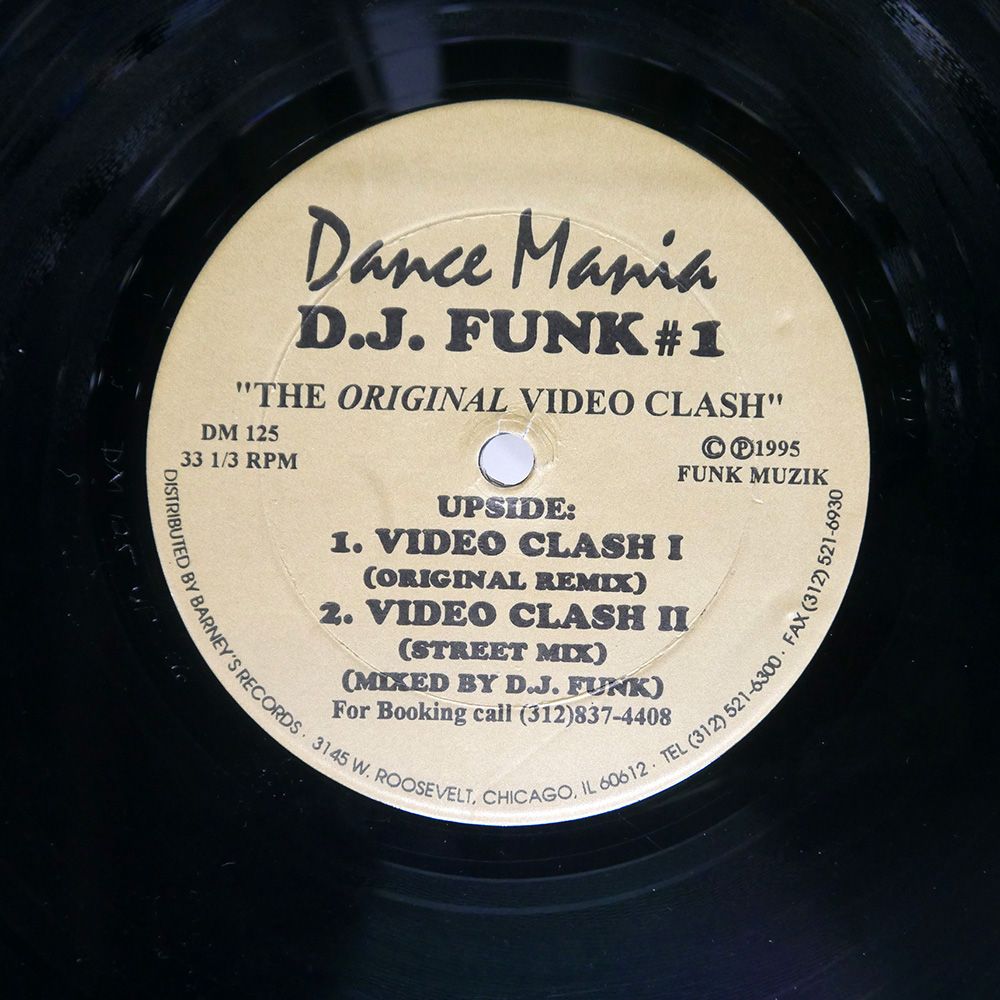 Dance Mania
D.J. FUNK #1
"THE ORIGINAL VIDEO CLASH"
DM 125
33 1/3 RPM
© ℗1995
FUNK MUZIK
UPSIDE:
1. VIDEO CLASH I
(ORIGINAL REMIX)
2. VIDEO CLASH II
(STREET MIX)
(MIXED BY D.J. FUNK)
For Booking call (312)837-4408
DISTRIBUTED BY BARNEY'S RECORDS · 3145 W. ROOSEVELT, CHICAGO, IL 60612 · TEL (312) 521-6300 · FAX (312) 521-6930